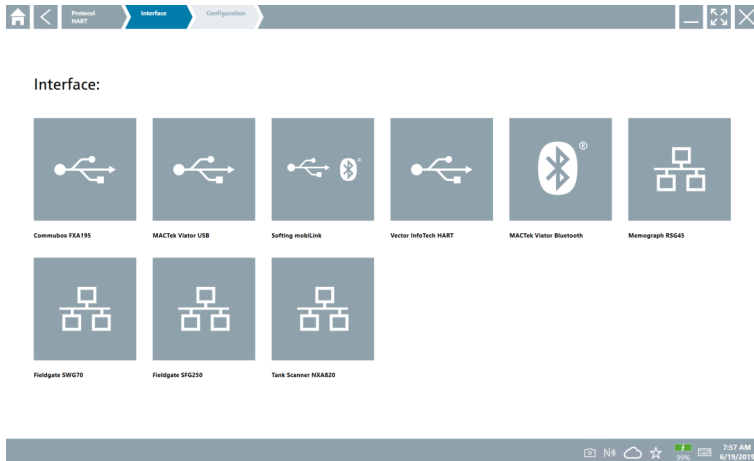 Protocol
HART
Interface
Configuration
Interface:
Commubox FXA195
MACTek Viator USB
Softing mobiLink
Vector InfoTech HART
MACTek Viator Bluetooth
Memograph RSG45
Fieldgate SWG70
Fieldgate SFG250
Tank Scanner NXA820
99%
7:57 AM
6/19/2019